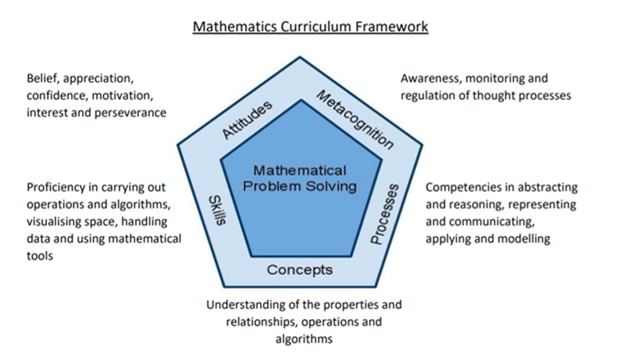 Mathematics Curriculum Framework
Belief, appreciation,
confidence, motivation,
interest and perseverance
Awareness, monitoring and
regulation of thought processes
Attitudes
Metacognition
Mathematical
Problem Solving
Proficiency in carrying out
operations and algorithms,
visualising space, handling
data and using mathematical
tools
Skills
Processes
Competencies in abstracting
and reasoning, representing
and communicating,
applying and modelling
Concepts
Understanding of the properties and
relationships, operations and
algorithms